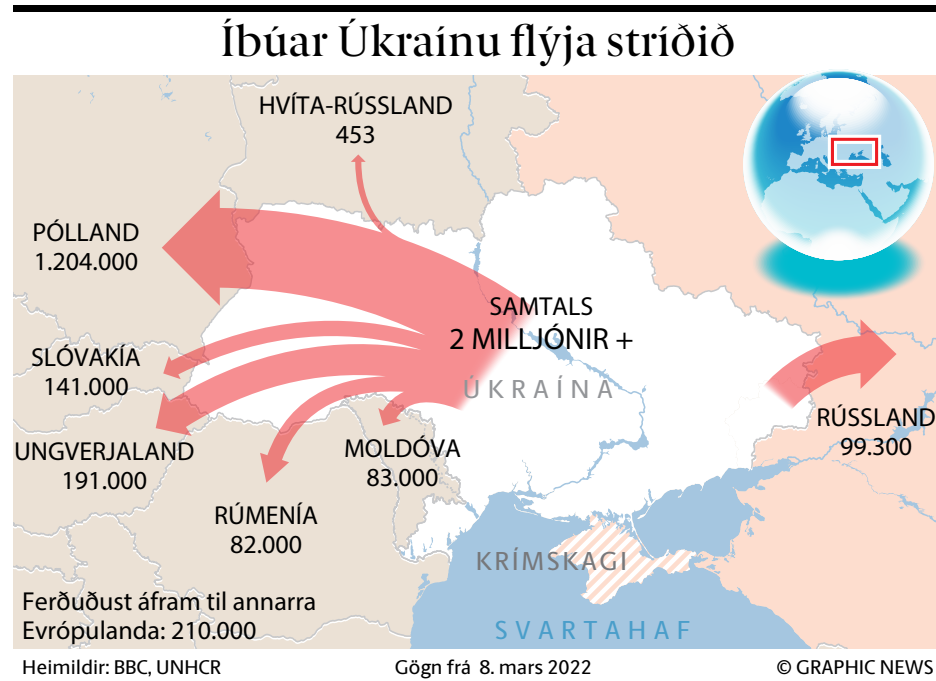 Íbúar Úkraínu flýja stríðið
HVÍTA-RÚSSLAND
453
PÓLLAND
1.204.000
SAMTALS
2 MILLJÓNIR +
ÚKRAÍNA
SLÓVAKÍA
141.000
RÚSSLAND
99.300
UNGVERJALAND
191.000
MOLDÓVA
83.000
RÚMENÍA
82.000
KRÍMSKAGI
SVARTAHAF
Ferðuðust áfram til annarra
Evrópulanda: 210.000
Heimildir: BBC, UNHCR
Gögn frá 8. mars 2022
© GRAPHIC NEWS